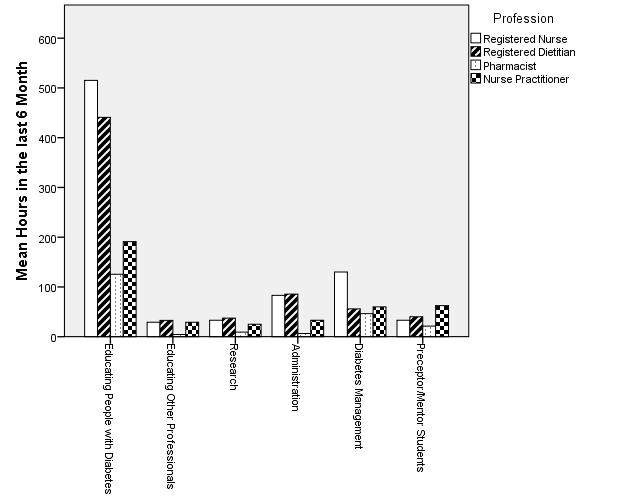 Profession
Registered Nurse
Registered Dietitian
Pharmacist
Nurse Practitioner
Mean Hours in the last 6 Month
600
500
400
300
200
100
0
Educating People with Diabetes
Educating Other Professionals
Research
Administration
Diabetes Management
Preceptor/Mentor Students